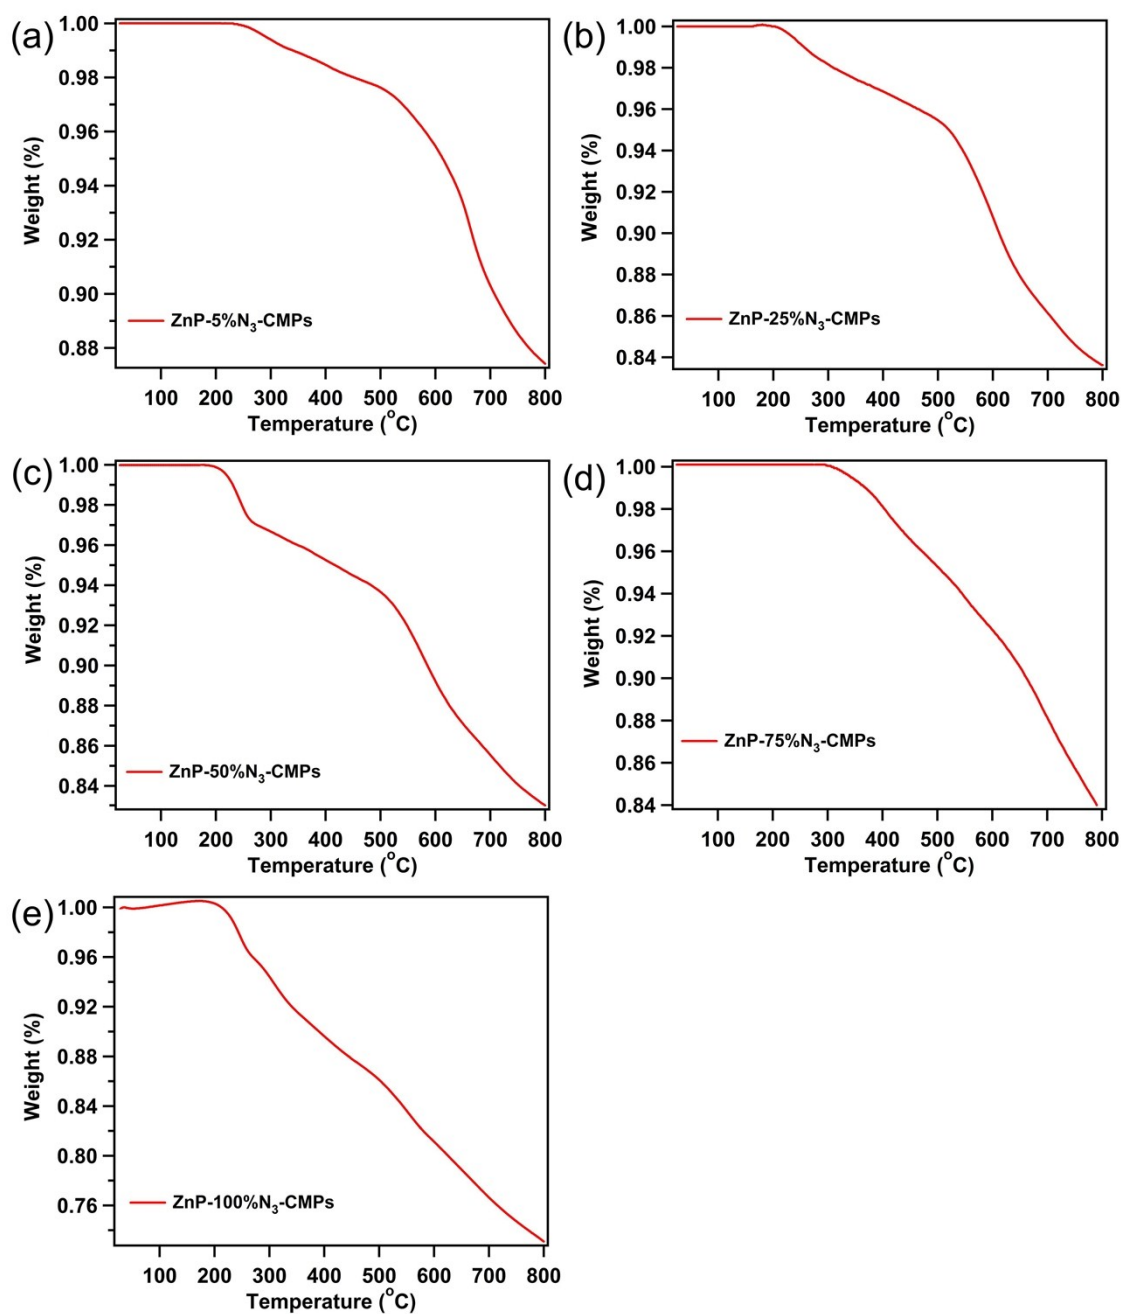 (a)
1.00
0.98
0.96
0.94
0.92
0.90
0.88
Weight (%)
ZnP-5%N₃-CMPs
100 200 300 400 500 600 700 800
Temperature (°C)
(b)
1.00
0.98
0.96
0.94
0.92
0.90
0.88
0.86
0.84
Weight (%)
ZnP-25%N₃-CMPs
100 200 300 400 500 600 700 800
Temperature (°C)
(c)
1.00
0.98
0.96
0.94
0.92
0.90
0.88
0.86
0.84
Weight (%)
ZnP-50%N₃-CMPs
100 200 300 400 500 600 700 800
Temperature (°C)
(d)
1.00
0.98
0.96
0.94
0.92
0.90
0.88
0.86
0.84
Weight (%)
ZnP-75%N₃-CMPs
100 200 300 400 500 600 700 800
Temperature (°C)
(e)
1.00
0.96
0.92
0.88
0.84
0.80
0.76
Weight (%)
ZnP-100%N₃-CMPs
100 200 300 400 500 600 700 800
Temperature (°C)